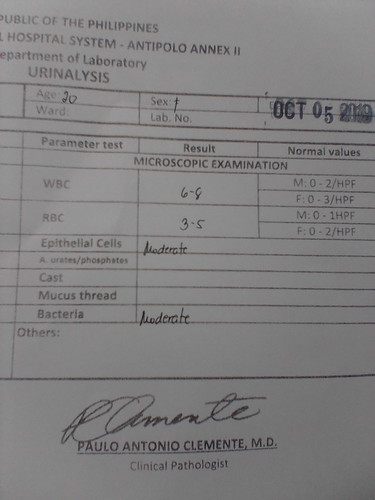 PUBLIC OF THE PHILIPPINES
L HOSPITAL SYSTEM - ANTIPOLO ANNEX II
epartment of Laboratory
URINALYSIS
Age: 20 Sex: f OCT 05 2019
Ward: Lab. No.
Parameter test Result Normal values
MICROSCOPIC EXAMINATION
WBC 6-8 M: 0 - 2/HPF
F: 0 - 3/HPF
RBC 3-5 M: 0 - 1HPF
F: 0 - 2/HPF
Epithelial Cells Moderate
A. urates/phosphates
Cast
Mucus thread
Bacteria Moderate
Others:
PAULO ANTONIO CLEMENTE, M.D.
Clinical Pathologist